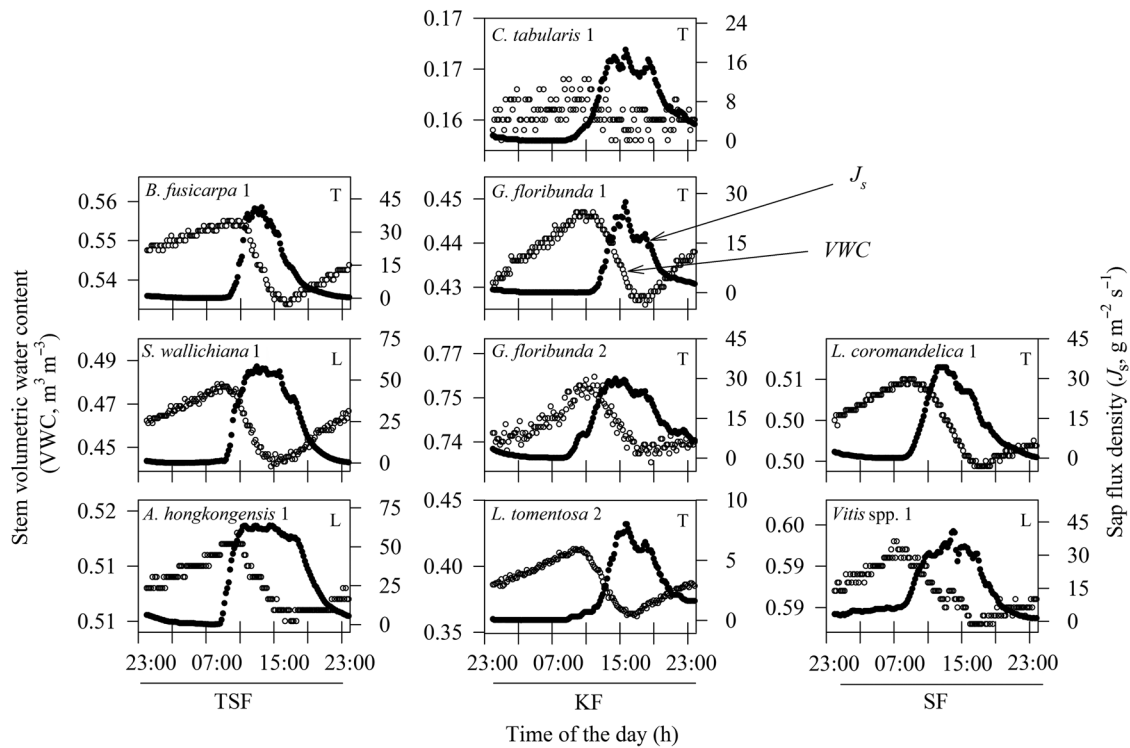 0.17
0.17
0.16
C. tabularis 1
T
24
16
8
0
0.56
0.55
0.54
B. fusicarpa 1
T
45
30
15
0
0.45
0.44
0.43
G. floribunda 1
T
30
15
0
Js
VWC
0.49
0.47
0.45
S. wallichiana 1
L
75
50
25
0
0.77
0.75
0.74
G. floribunda 2
T
45
30
15
0
0.51
0.50
0.50
L. coromandelica 1
T
45
30
15
0
0.52
0.51
0.51
A. hongkongensis 1
L
75
50
25
0
0.45
0.40
0.35
L. tomentosa 2
T
10
5
0
0.60
0.59
0.59
Vitis spp. 1
L
45
30
15
0
23:00 07:00 15:00 23:00
23:00 07:00 15:00 23:00
23:00 07:00 15:00 23:00
TSF
KF
SF
Time of the day (h)
Stem volumetric water content
(VWC, m³ m⁻³)
Sap flux density (Js, g m⁻² s⁻¹)